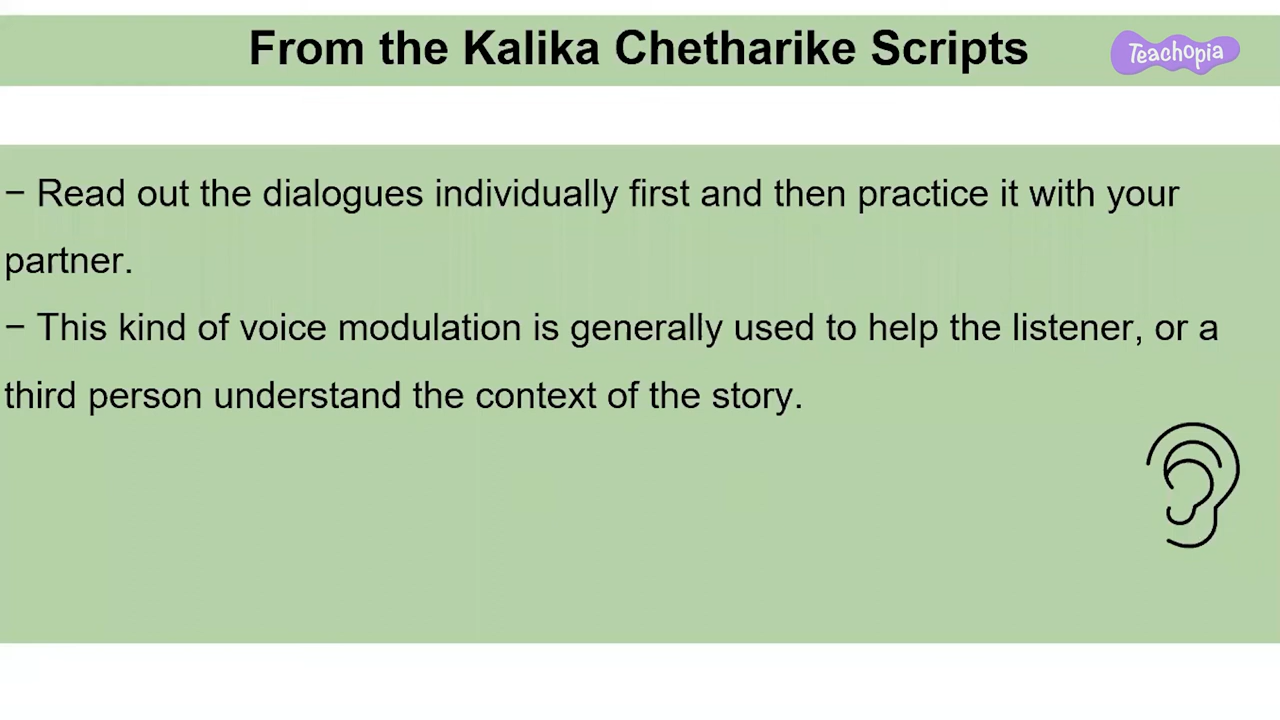 From the Kalika Chetharike Scripts
Teachopia
− Read out the dialogues individually first and then practice it with your
partner.
− This kind of voice modulation is generally used to help the listener, or a
third person understand the context of the story.